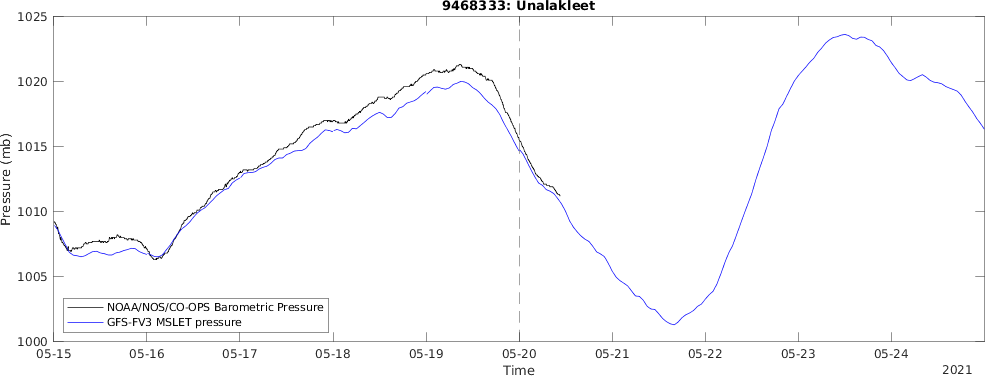 9468333: Unalakleet
1025
1020
1015
1010
1005
1000
Pressure (mb)
NOAA/NOS/CO-OPS Barometric Pressure
GFS-FV3 MSLET pressure
05-15 05-16 05-17 05-18 05-19 05-20 05-21 05-22 05-23 05-24
Time
2021